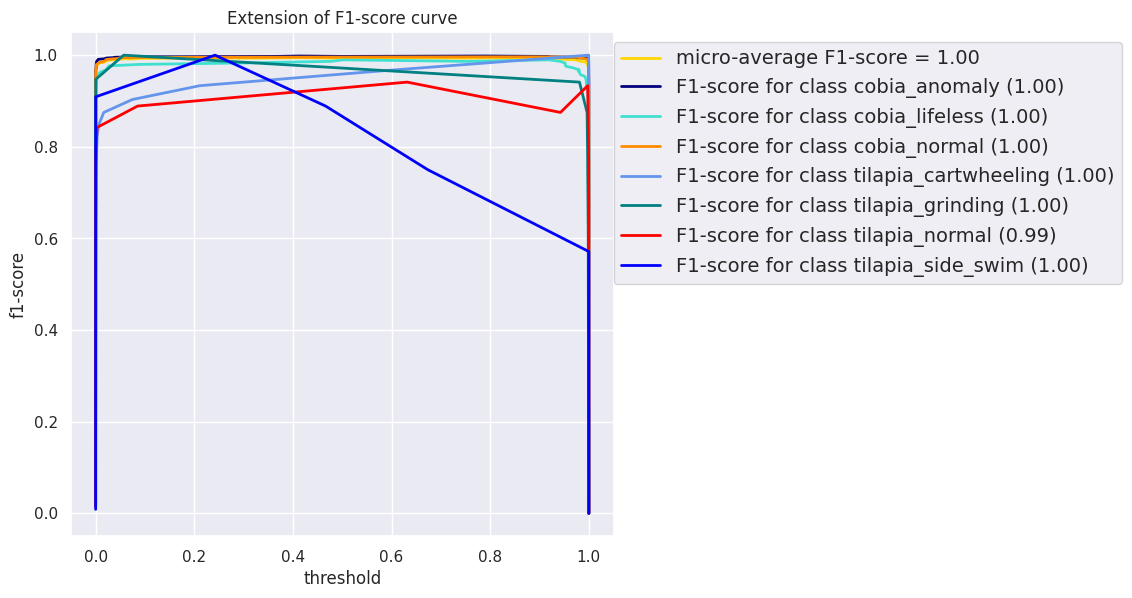 Extension of F1-score curve
f1-score
1.0
0.8
0.6
0.4
0.2
0.0
0.0 0.2 0.4 0.6 0.8 1.0
threshold
micro-average F1-score = 1.00
F1-score for class cobia_anomaly (1.00)
F1-score for class cobia_lifeless (1.00)
F1-score for class cobia_normal (1.00)
F1-score for class tilapia_cartwheeling (1.00)
F1-score for class tilapia_grinding (1.00)
F1-score for class tilapia_normal (0.99)
F1-score for class tilapia_side_swim (1.00)